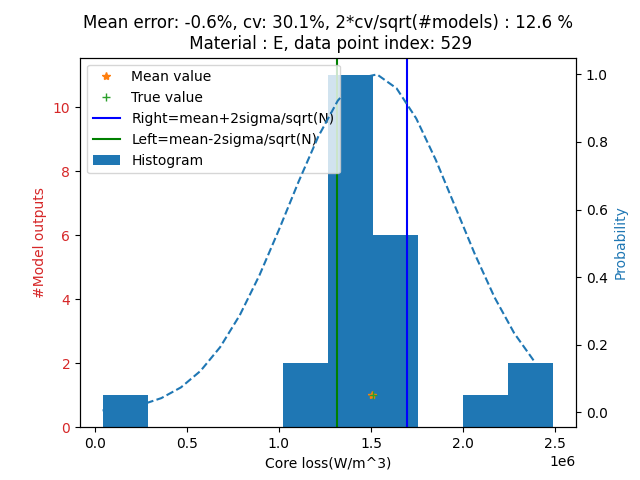 Mean error: -0.6%, cv: 30.1%, 2*cv/sqrt(#models) : 12.6 %
Material : E, data point index: 529
Mean value
True value
Right=mean+2sigma/sqrt(N)
Left=mean-2sigma/sqrt(N)
Histogram
#Model outputs
10
8
6
4
2
0
Probability
1.0
0.8
0.6
0.4
0.2
0.0
0.0 0.5 1.0 1.5 2.0 2.5
1e6
Core loss(W/m^3)